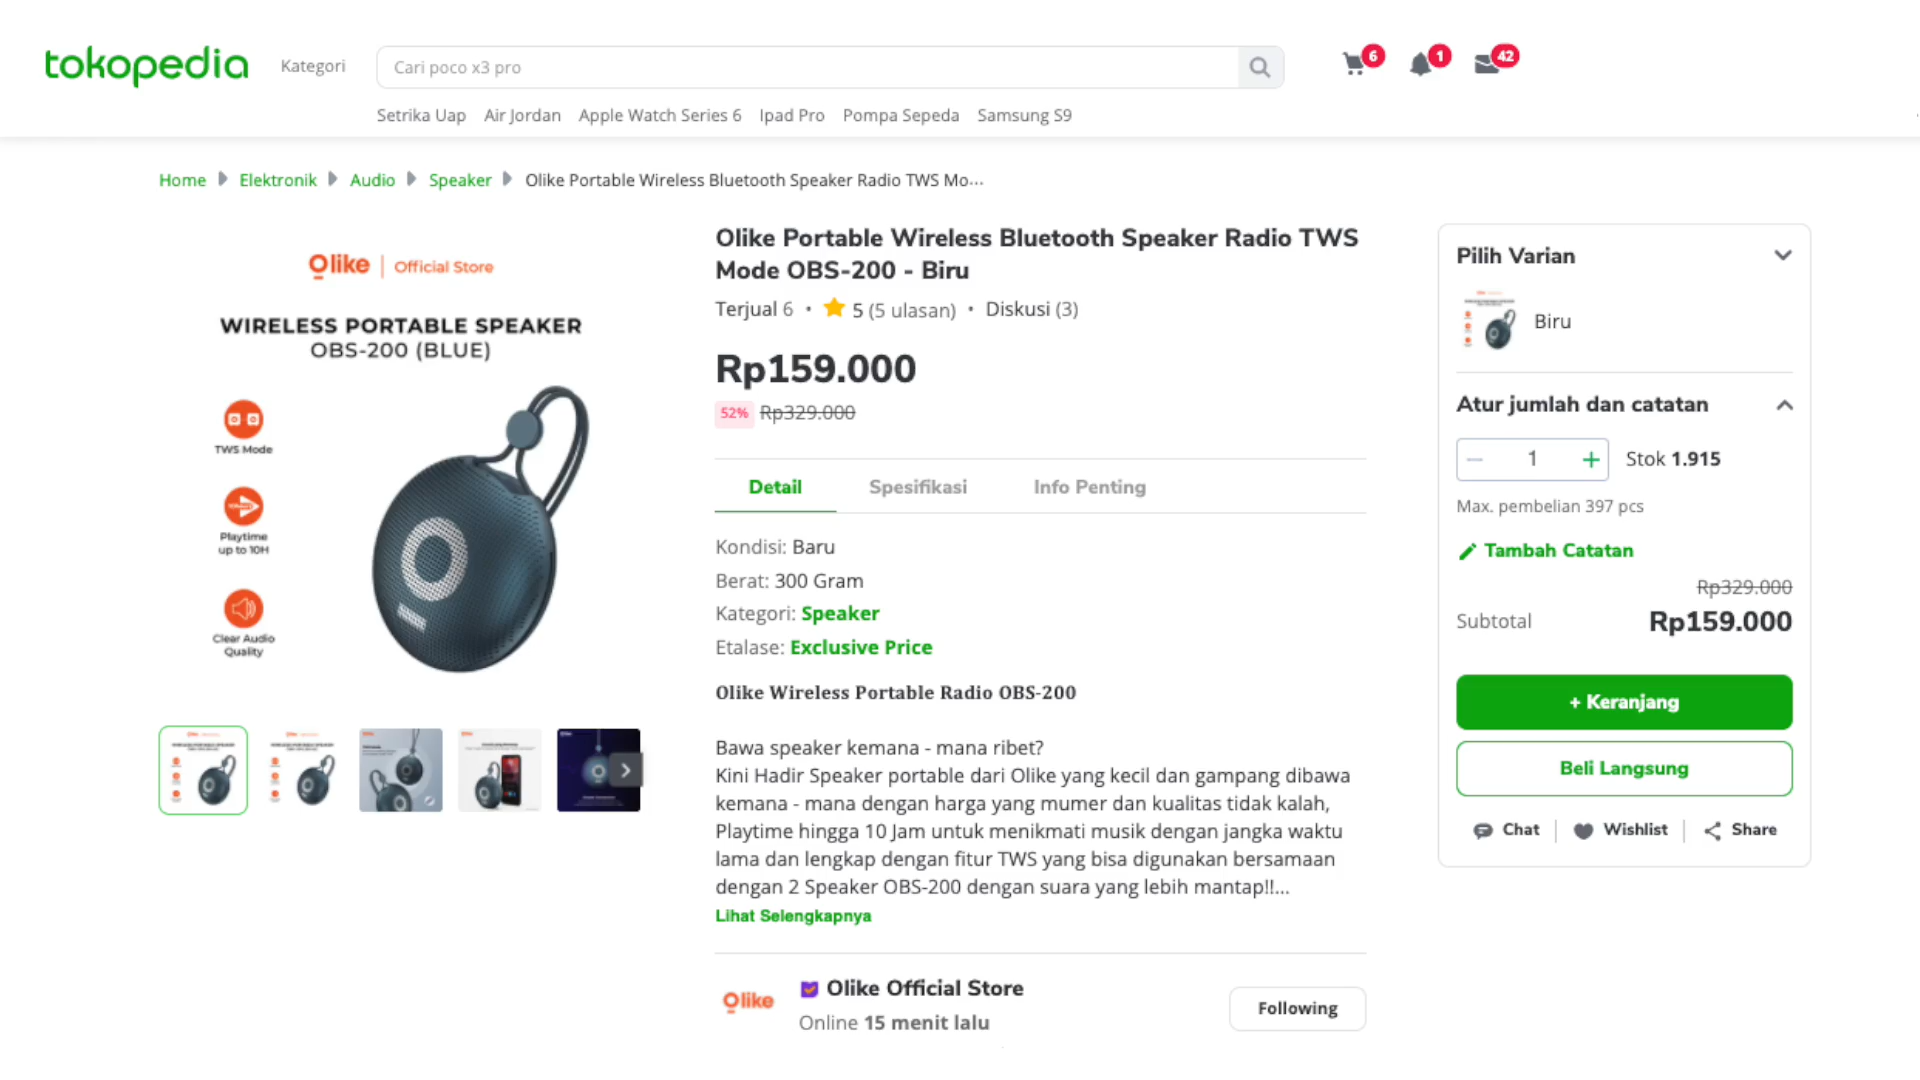 tokopedia
Kategori
Cari poco x3 pro
6
1
42
Setrika Uap Air Jordan Apple Watch Series 6 Ipad Pro Pompa Sepeda Samsung S9
Home Elektronik Audio Speaker Olike Portable Wireless Bluetooth Speaker Radio TWS Mo...
Olike | Official Store
WIRELESS PORTABLE SPEAKER
OBS-200 (BLUE)
TWS Mode
Playtime
up to 10H
Clear Audio
Quality
Olike Portable Wireless Bluetooth Speaker Radio TWS
Mode OBS-200 - Biru
Terjual 6 • 5 (5 ulasan) • Diskusi (3)
Rp159.000
52% Rp329.000
Detail Spesifikasi Info Penting
Kondisi: Baru
Berat: 300 Gram
Kategori: Speaker
Etalase: Exclusive Price
Olike Wireless Portable Radio OBS-200
Bawa speaker kemana - mana ribet?
Kini Hadir Speaker portable dari Olike yang kecil dan gampang dibawa
kemana - mana dengan harga yang mumer dan kualitas tidak kalah,
Playtime hingga 10 Jam untuk menikmati musik dengan jangka waktu
lama dan lengkap dengan fitur TWS yang bisa digunakan bersamaan
dengan 2 Speaker OBS-200 dengan suara yang lebih mantap!!...
Lihat Selengkapnya
Olike
Olike Official Store
Online 15 menit lalu
Following
Pilih Varian
Biru
Atur jumlah dan catatan
− 1 + Stok 1.915
Max. pembelian 397 pcs
Tambah Catatan
Rp329.000
Subtotal Rp159.000
+ Keranjang
Beli Langsung
Chat Wishlist Share